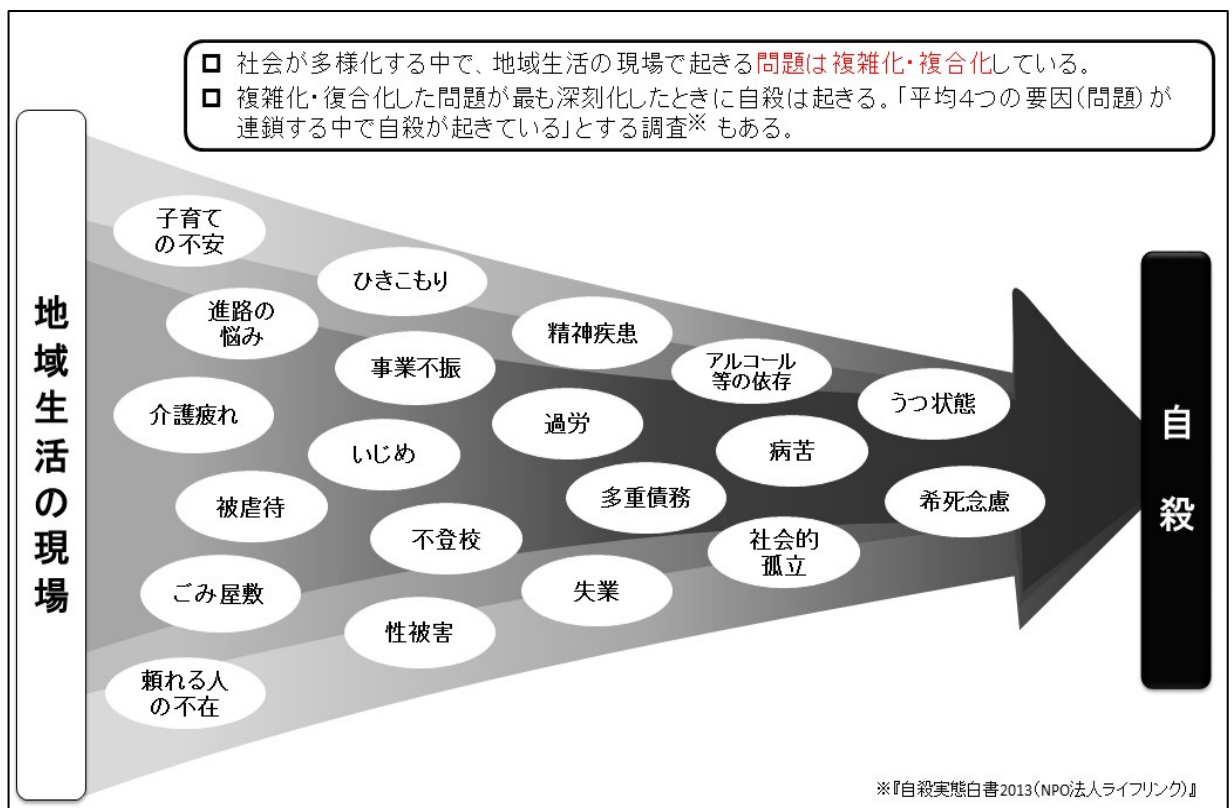 □ 社会が多様化する中で、地域生活の現場で起きる問題は複雑化・複合化している。
□ 複雑化・復合化した問題が最も深刻化したときに自殺は起きる。「平均4つの要因(問題)が
連鎖する中で自殺が起きている」とする調査※ もある。
地域生活の現場
子育て
の不安
進路の
悩み
介護疲れ
被虐待
ごみ屋敷
頼れる人
の不在
ひきこもり
事業不振
いじめ
不登校
性被害
精神疾患
過労
多重債務
失業
アルコール
等の依存
病苦
社会的
孤立
うつ状態
希死念慮
自殺
※『自殺実態白書2013(NPO法人ライフリンク)』